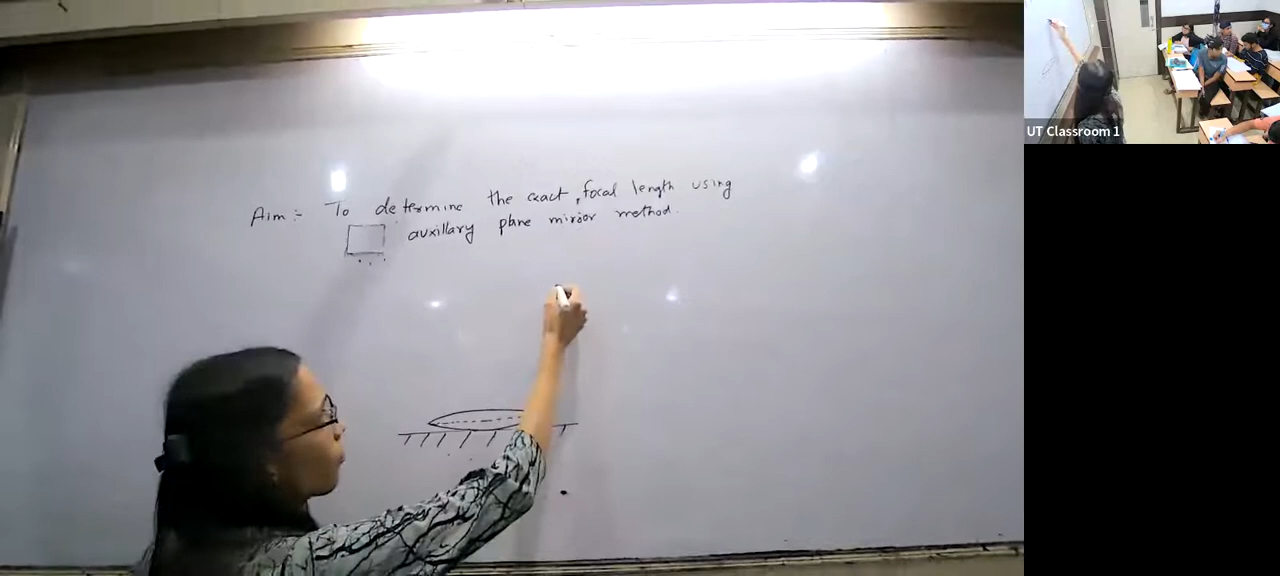 Aim :- To determine the exact, focal length using
auxillary plane mirror method.
UT Classroom 1